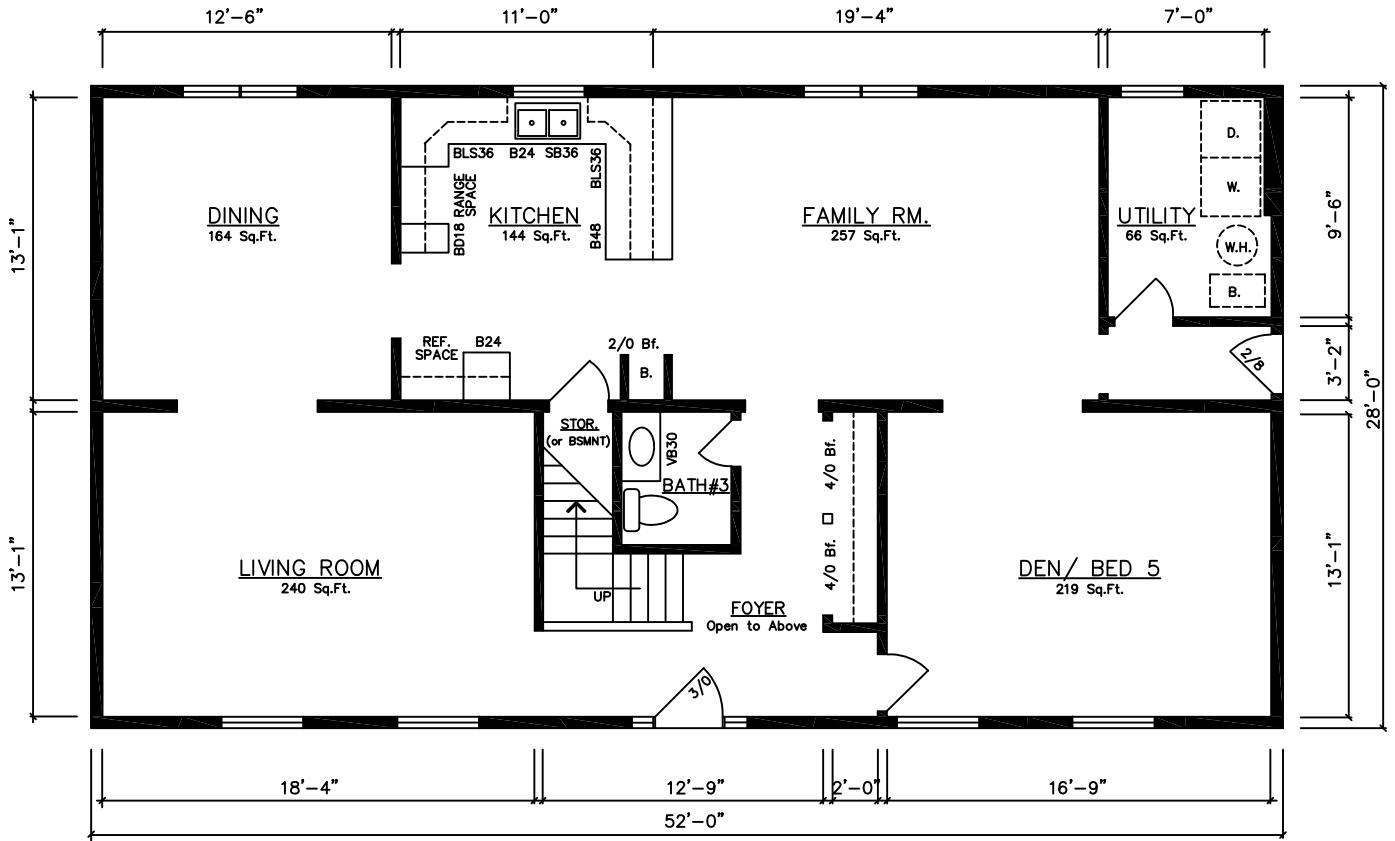 12'-6"
11'-0"
19'-4"
7'-0"
DINING
164 Sq.Ft.
BLS36
B24
SB36
BLS36
RANGE
SPACE
BD18
KITCHEN
144 Sq.Ft.
B48
FAMILY RM.
257 Sq.Ft.
D.
W.
UTILITY
66 Sq.Ft.
W.H.
B.
13'-1"
9'-6"
REF.
SPACE
B24
2/0 Bf.
B.
2/8
3'-2"
28'-0"
STOR.
(or BSMNT)
VB30
BATH#3
4/0 Bf.
4/0 Bf.
LIVING ROOM
240 Sq.Ft.
UP
FOYER
Open to Above
DEN/ BED 5
219 Sq.Ft.
13'-1"
13'-1"
3/0
18'-4"
12'-9"
2'-0"
16'-9"
52'-0"